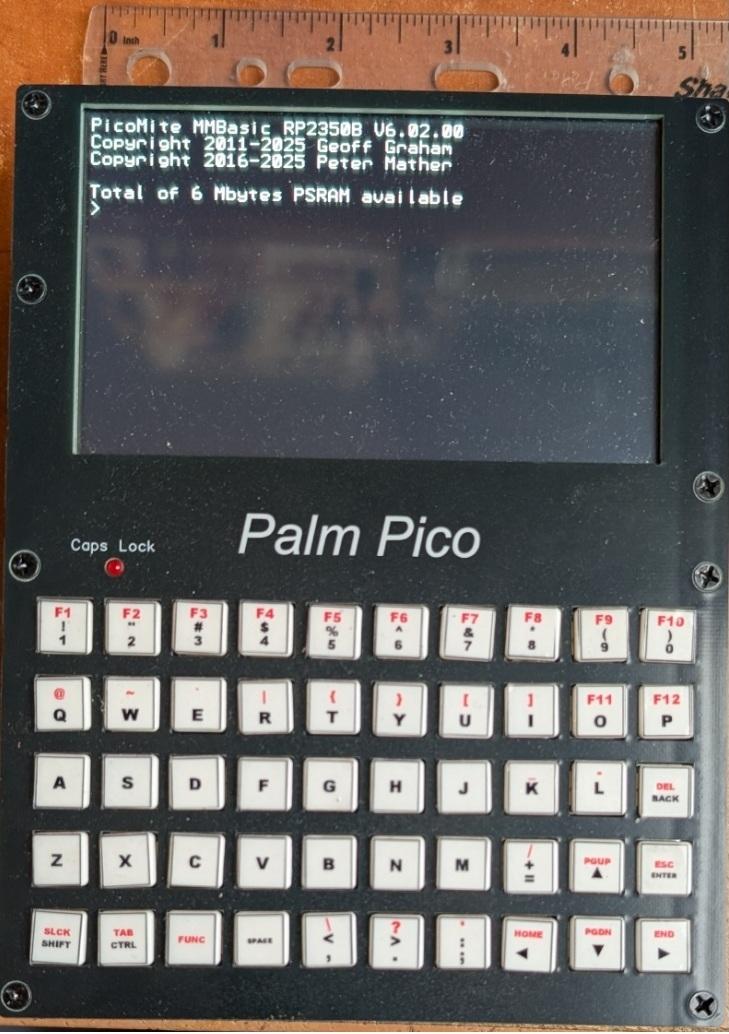 0 Inch 1 2 3 4 5
PicoMite MMBasic RP2350B V6.02.00
Copyright 2011-2025 Geoff Graham
Copyright 2016-2025 Peter Mather
Total of 6 Mbytes PSRAM available
>
Palm Pico
Caps Lock
F1 F2 F3 F4 F5 F6 F7 F8 F9 F10
! " # $ % ^ & * ( )
1 2 3 4 5 6 7 8 9 0
@ ~ | { } [ ] F11 F12
Q W E R T Y U I O P
A S D F G H J K L DEL
BACK
/ PGUP ESC
Z X C V B N M + ▲ ENTER
=
SLCK TAB FUNC SPACE \ ? HOME PGDN END
SHIFT CTRL < > : ◀ ▼ ▶
, . ;